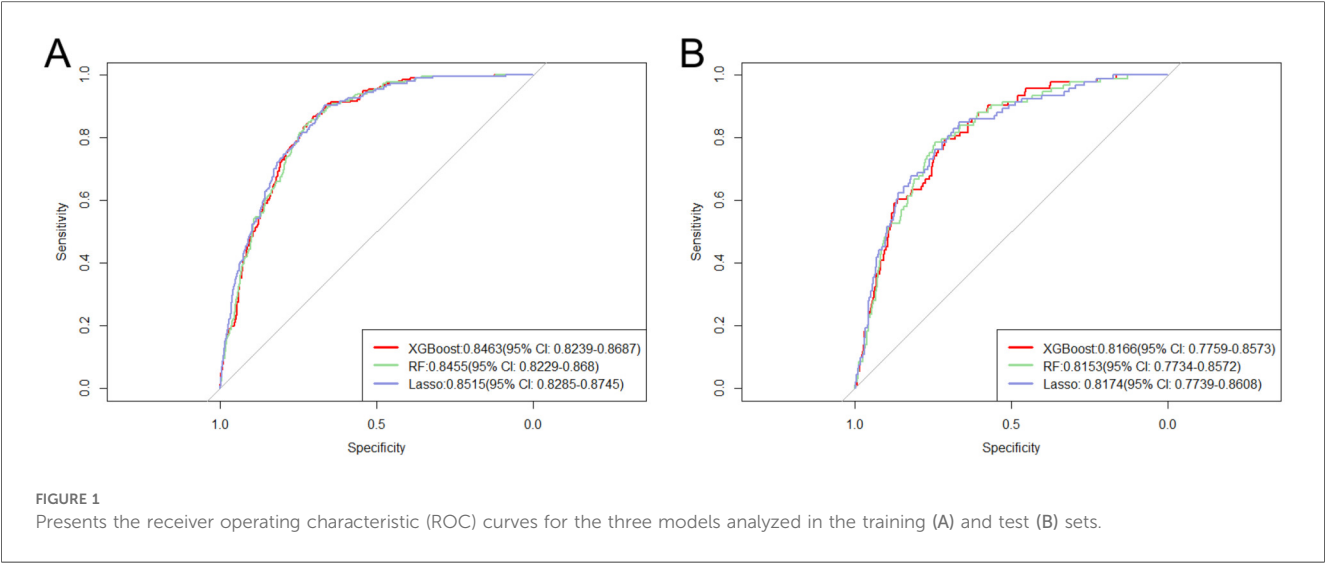 A
1.0
0.8
0.6
0.4
0.2
0.0
Sensitivity
XGBoost:0.8463(95% CI: 0.8239-0.8687)
RF:0.8455(95% CI: 0.8229-0.868)
Lasso:0.8515(95% CI: 0.8285-0.8745)
1.0
0.5
0.0
Specificity
B
1.0
0.8
0.6
0.4
0.2
0.0
Sensitivity
XGBoost:0.8166(95% CI: 0.7759-0.8573)
RF:0.8153(95% CI: 0.7734-0.8572)
Lasso: 0.8174(95% CI: 0.7739-0.8608)
1.0
0.5
0.0
Specificity
FIGURE 1
Presents the receiver operating characteristic (ROC) curves for the three models analyzed in the training (A) and test (B) sets.